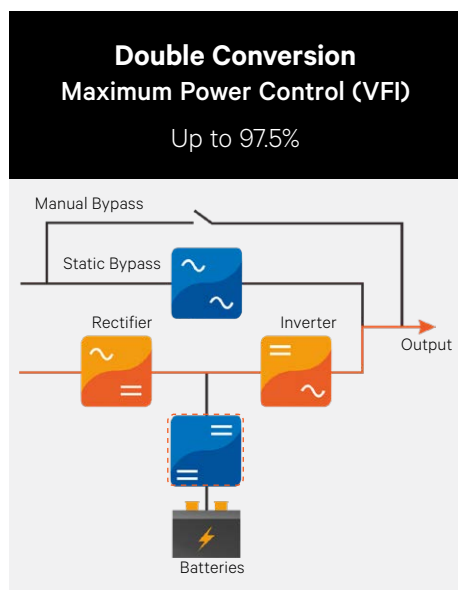 Double Conversion
Maximum Power Control (VFI)
Up to 97.5%
Manual Bypass
Static Bypass
Rectifier
Inverter
Output
Batteries